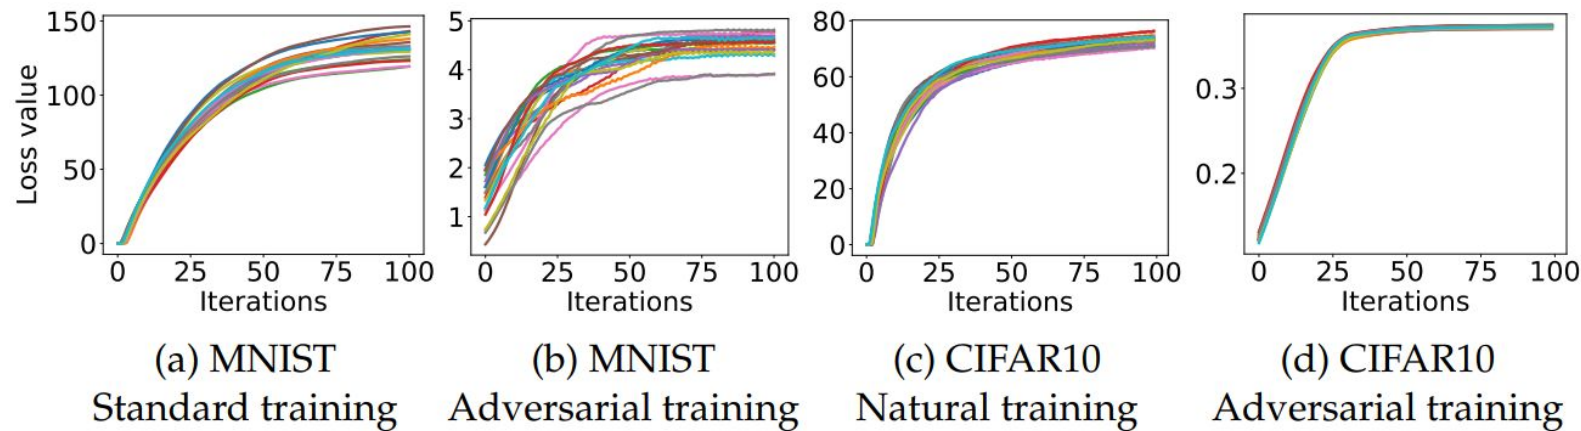 Loss value
150
100
50
0
0 25 50 75 100
Iterations
(a) MNIST
Standard training
5
4
3
2
1
0 25 50 75 100
Iterations
(b) MNIST
Adversarial training
80
60
40
20
0
0 25 50 75 100
Iterations
(c) CIFAR10
Natural training
0.3
0.2
0 25 50 75 100
Iterations
(d) CIFAR10
Adversarial training